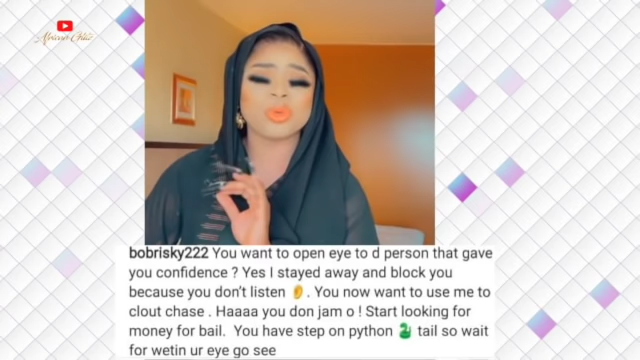 African Chic
bobrisky222 You want to open eye to d person that gave
you confidence ? Yes I stayed away and block you
because you don't listen 👂. You now want to use me to
clout chase . Haaaa you don jam o ! Start looking for
money for bail.  You have step on python 🐉 tail so wait
for wetin ur eye go see